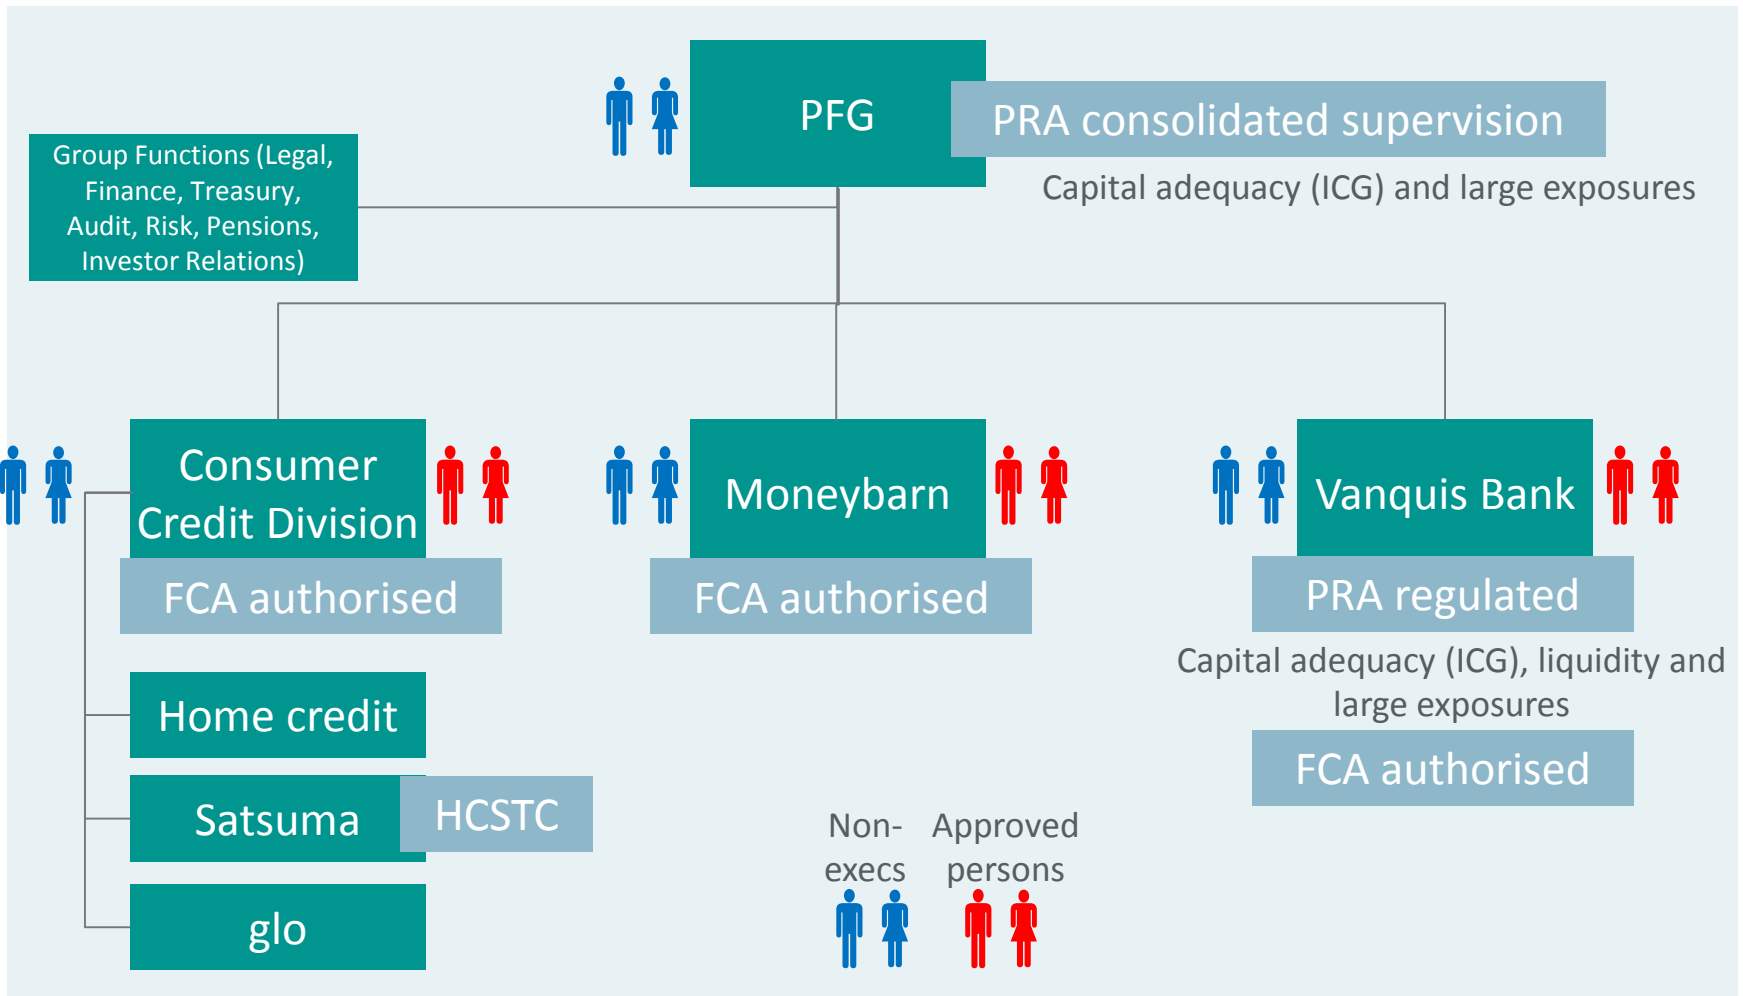 PFG
PRA consolidated supervision
Capital adequacy (ICG) and large exposures
Group Functions (Legal,
Finance, Treasury,
Audit, Risk, Pensions,
Investor Relations)
Consumer
Credit Division
FCA authorised
Moneybarn
FCA authorised
Vanquis Bank
PRA regulated
Capital adequacy (ICG), liquidity and
large exposures
FCA authorised
Home credit
Satsuma
HCSTC
glo
Non-
execs
Approved
persons